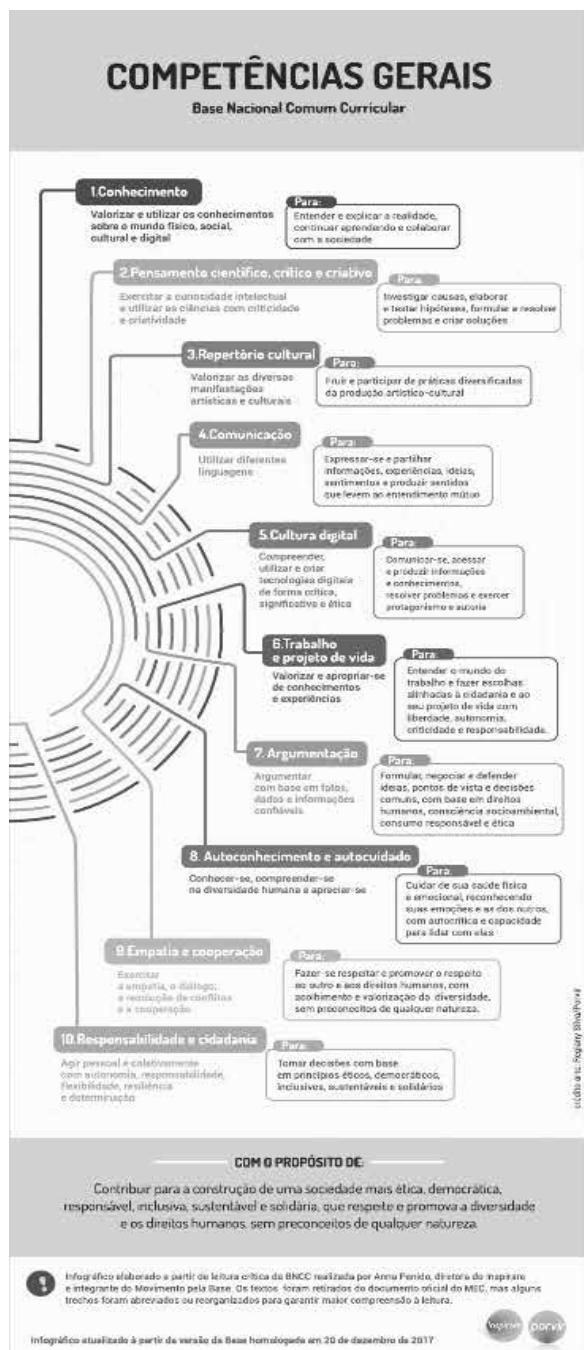 COMPETÊNCIAS GERAIS
Base Nacional Comum Curricular
1.Conhecimento
Valorizar e utilizar os conhecimentos
sobre o mundo físico, social,
cultural e digital
Para:
Entender e explicar a realidade,
continuar aprendendo e colaborar
com a sociedade
2.Pensamento científico, crítico e criativo
Exercitar a curiosidade intelectual
e utilizar as ciências com criticidade
e criatividade
Para:
Investigar causas, elaborar
e testar hipóteses, formular e resolver
problemas e criar soluções
3.Repertório cultural
Valorizar as diversas
manifestações
artísticas e culturais
Para:
Fruir e participar de práticas diversificadas
da produção artístico-cultural
4.Comunicação
Utilizar diferentes
linguagens
Para:
Expressar-se e partilhar
informações, experiências, ideias,
sentimentos e produzir sentidos
que levem ao entendimento mútuo
5.Cultura digital
Compreender,
utilizar e criar
tecnologias digitais
de forma crítica,
significativa e ética
Para:
Comunicar-se, acessar
e produzir informações
e conhecimentos,
resolver problemas e exercer
protagonismo e autoria
6.Trabalho
e projeto de vida
Valorizar e apropriar-se
de conhecimentos
e experiências
Para:
Entender o mundo do
trabalho e fazer escolhas
alinhadas à cidadania e ao
seu projeto de vida com
liberdade, autonomia,
criticidade e responsabilidade.
7. Argumentação
Argumentar
com base em fatos,
dados e informações
confiáveis
Para:
Formular, negociar e defender
ideias, pontos de vista e decisões
comuns, com base em direitos
humanos, consciência socioambiental,
consumo responsável e ética
8. Autoconhecimento e autocuidado
Conhecer-se, compreender-se
na diversidade humana e apreciar-se
Para:
Cuidar de sua saúde física
e emocional, reconhecendo
suas emoções e as dos outros,
com autocrítica e capacidade
para lidar com elas
9.Empatia e cooperação
Exercitar
a empatia, o diálogo,
a resolução de conflitos
e a cooperação
Para:
Fazer-se respeitar e promover o respeito
ao outro e aos direitos humanos, com
acolhimento e valorização da diversidade,
sem preconceitos de qualquer natureza.
10.Responsabilidade e cidadania
Agir pessoal e coletivamente
com autonomia, responsabilidade,
flexibilidade, resiliência
e determinação
Para:
Tomar decisões com base
em princípios éticos, democráticos,
inclusivos, sustentáveis e solidários
crédito arte: Regiany Silva/Porvir
COM O PROPÓSITO DE:
Contribuir para a construção de uma sociedade mais ética, democrática,
responsável, inclusiva, sustentável e solidária, que respeite e promova a diversidade
e os direitos humanos, sem preconceitos de qualquer natureza.
Infográfico elaborado a partir de leitura crítica da BNCC realizada por Anna Penido, diretora do Inspirare
e integrante do Movimento pela Base. Os textos foram retirados do documento oficial do MEC, mas alguns
trechos foram abreviados ou reorganizados para garantir maior compreensão à leitura.
Infográfico atualizado à partir da versão da Base homologada em 20 de dezembro de 2017
inspirare porvir